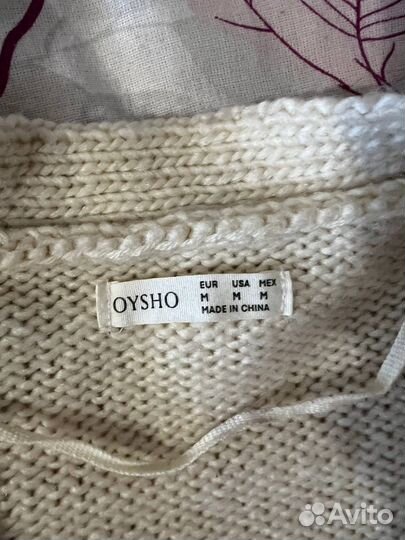 OYSHO
EUR USA MEX
M M M
MADE IN CHINA
Avito